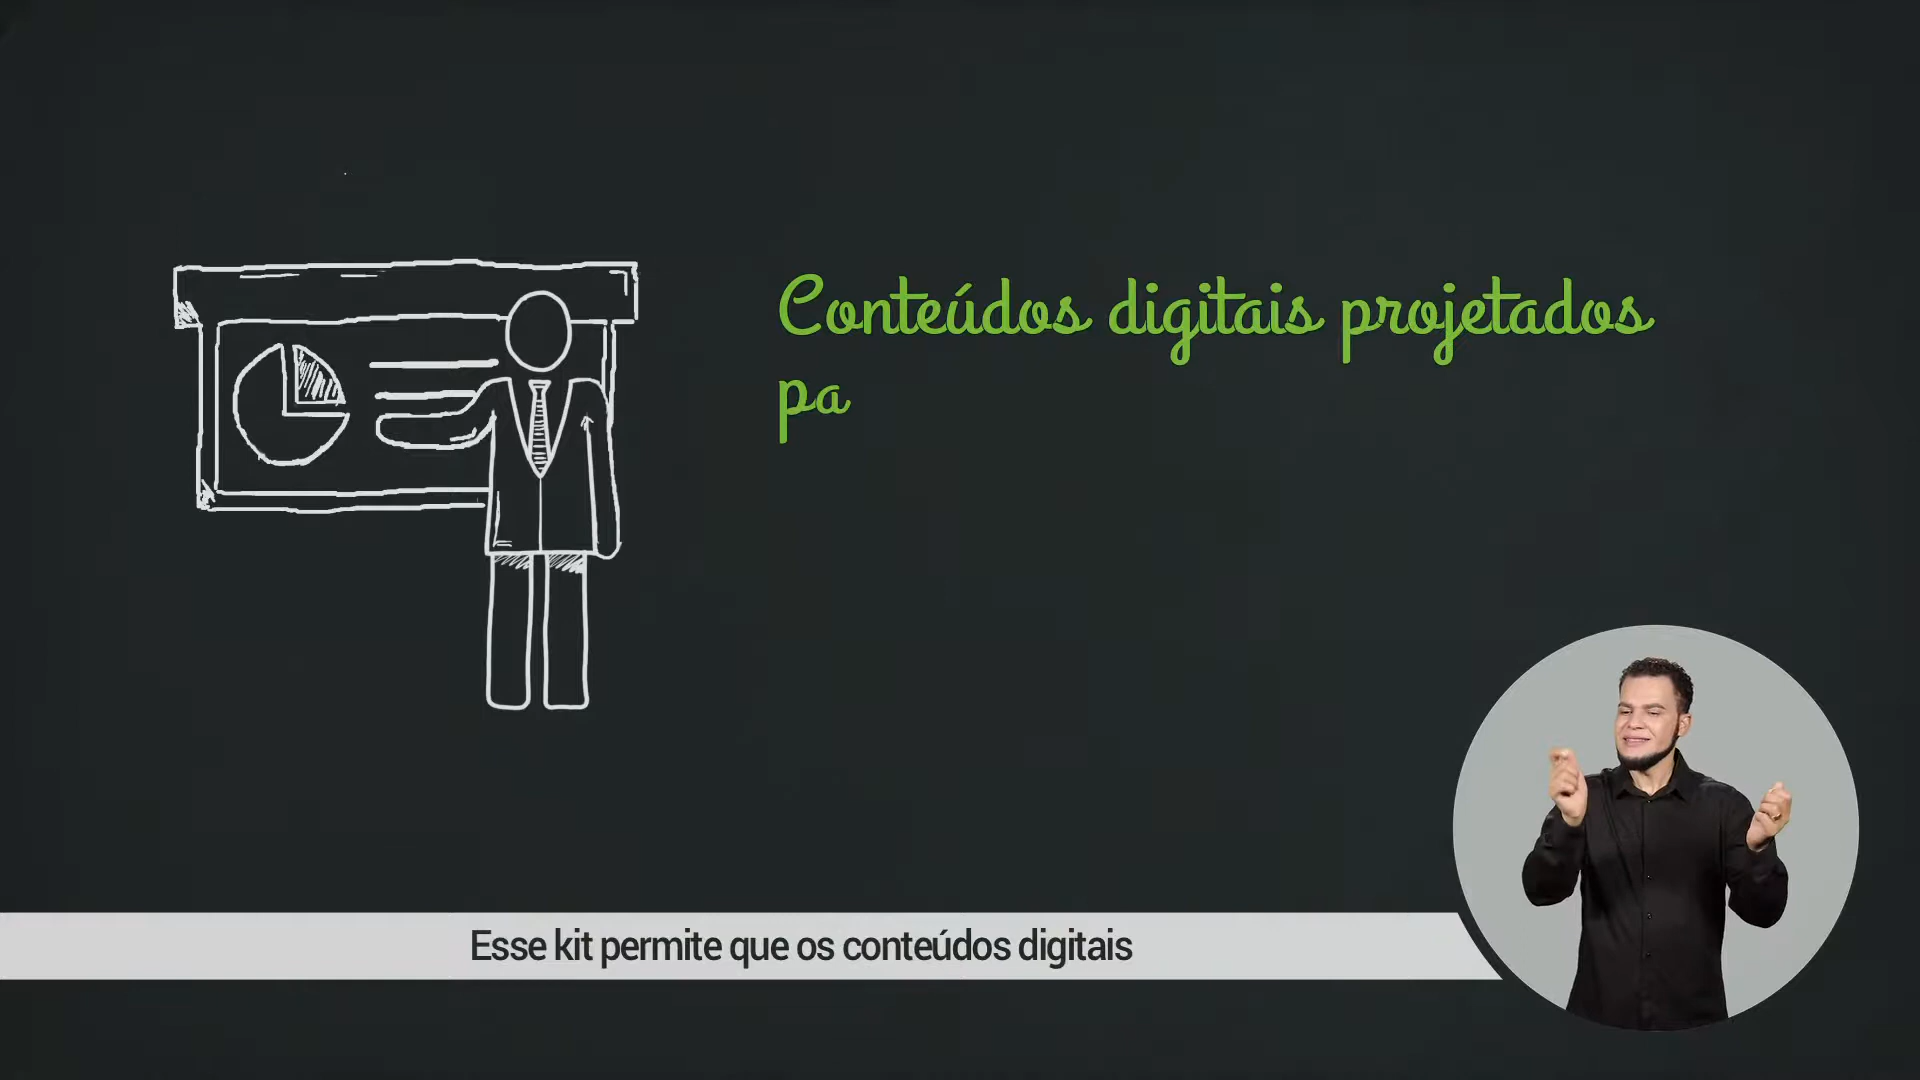 Conteúdos digitais projetados
pa
Esse kit permite que os conteúdos digitais